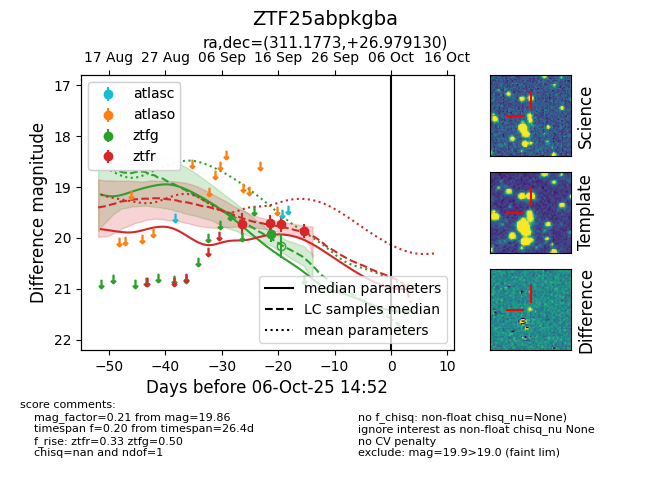 ZTF25abpkgba
ra,dec=(311.1773,+26.979130)
17 Aug 27 Aug 06 Sep 16 Sep 26 Sep 06 Oct 16 Oct
17
18
19
20
21
22
Difference magnitude
atlasc
atlaso
ztfg
ztfr
median parameters
LC samples median
mean parameters
−50 −40 −30 −20 −10 0 10
Days before 06-Oct-25 14:52
Science
Template
Difference
score comments:
mag_factor=0.21 from mag=19.86
timespan f=0.20 from timespan=26.4d
f_rise: ztfr=0.33 ztfg=0.50
chisq=nan and ndof=1
no f_chisq: non-float chisq_nu=None)
ignore interest as non-float chisq_nu None
no CV penalty
exclude: mag=19.9>19.0 (faint lim)